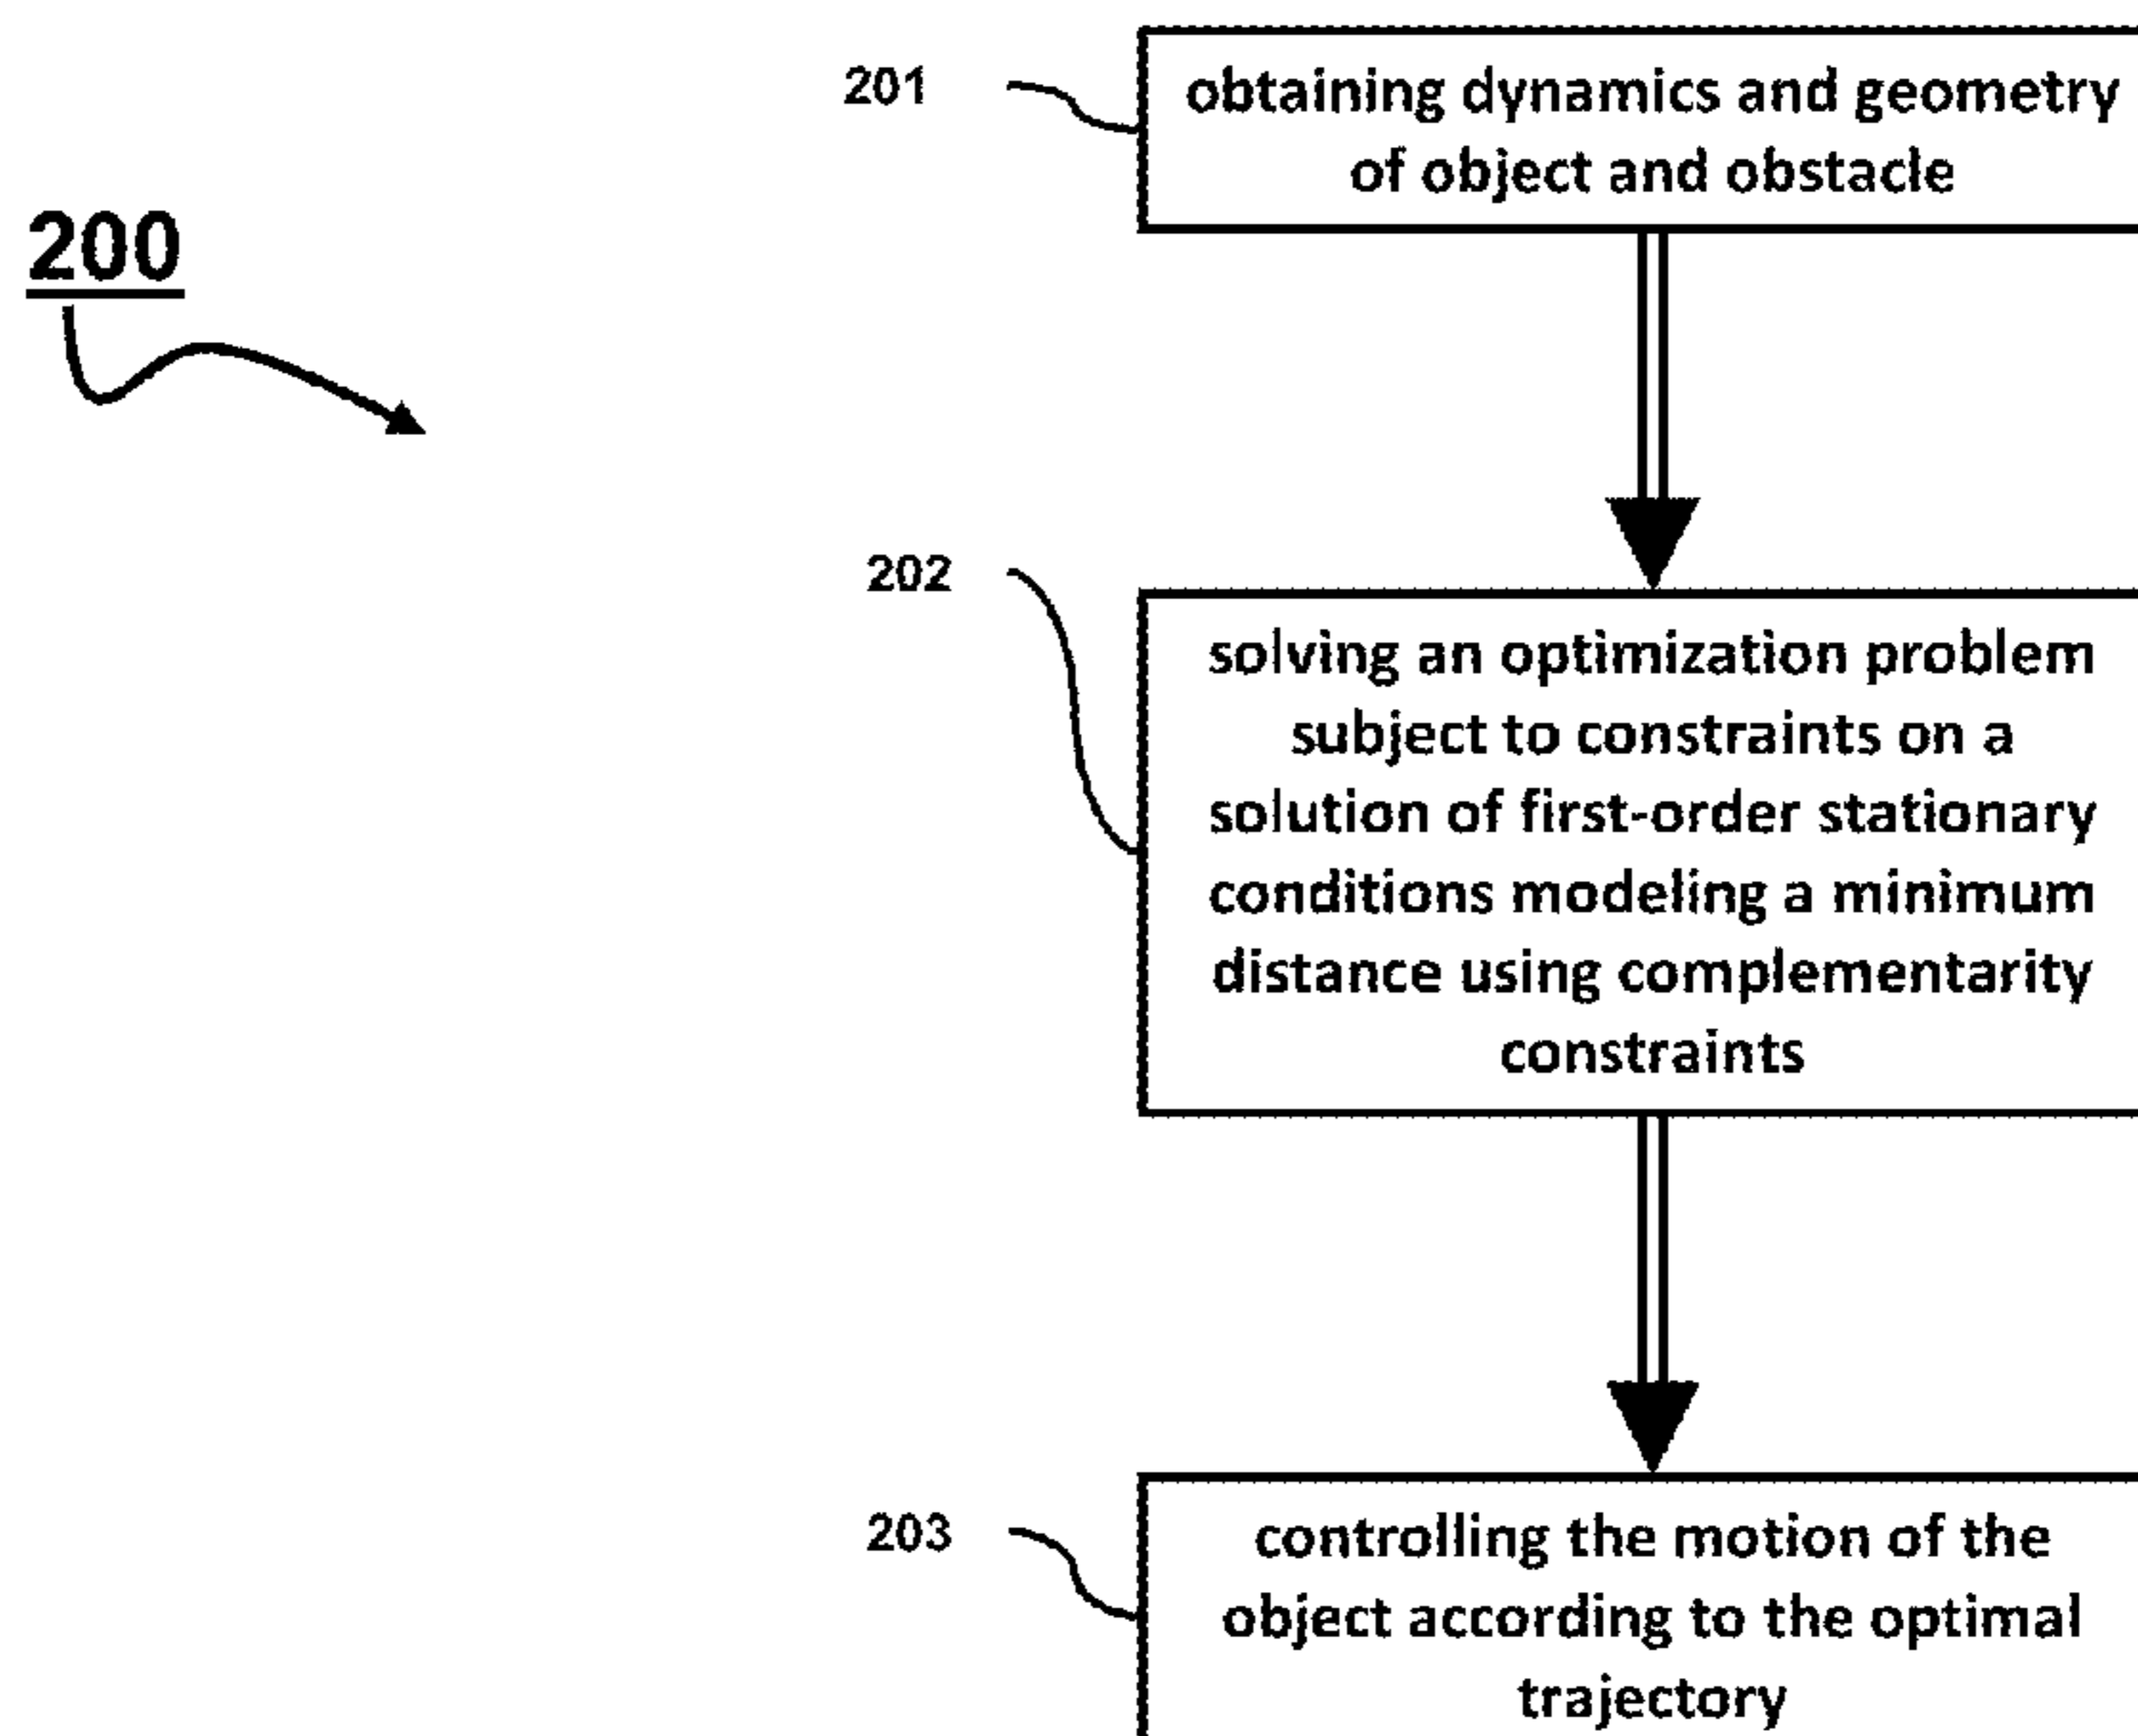 201
obtaining dynamics and geometry
of object and obstacle
200
202
solving an optimization problem
subject to constraints on a
solution of first-order stationary
conditions modeling a minimum
distance using complementarity
constraints
203
controlling the motion of the
object according to the optimal
trajectory